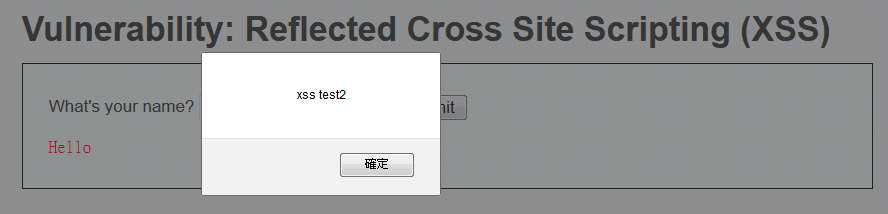 Vulnerability: Reflected Cross Site Scripting (XSS)
xss test2
What's your name?
Hello
確定